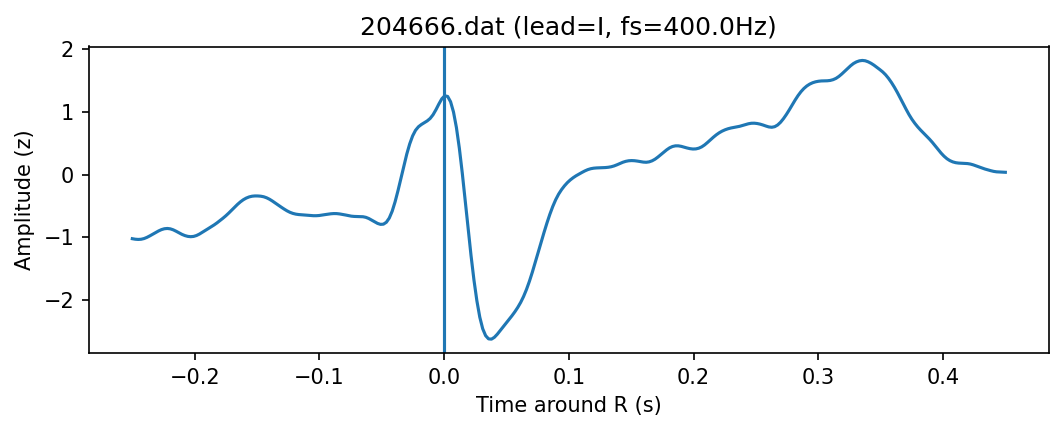 204666.dat (lead=I, fs=400.0Hz)
Amplitude (z)
2
1
0
−1
−2
−0.2 −0.1 0.0 0.1 0.2 0.3 0.4
Time around R (s)